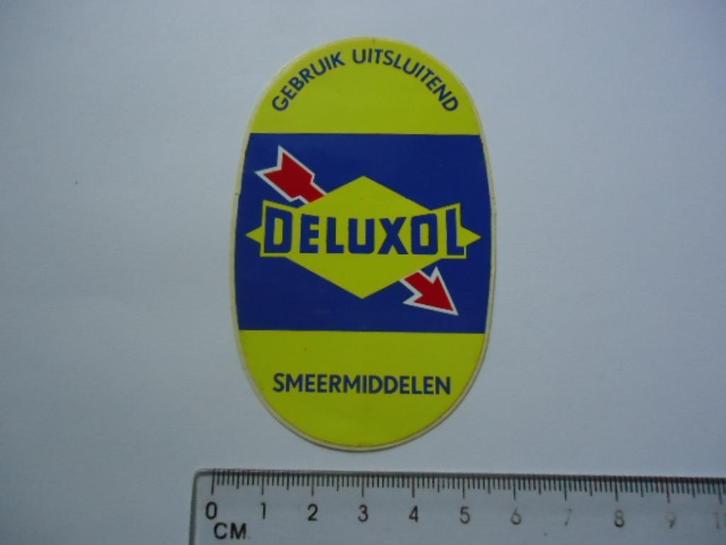 GEBRUIK UITSLUITEND
DELUXOL
SMEERMIDDELEN
0 1 2 3 4 5 6 7 8 9
CM